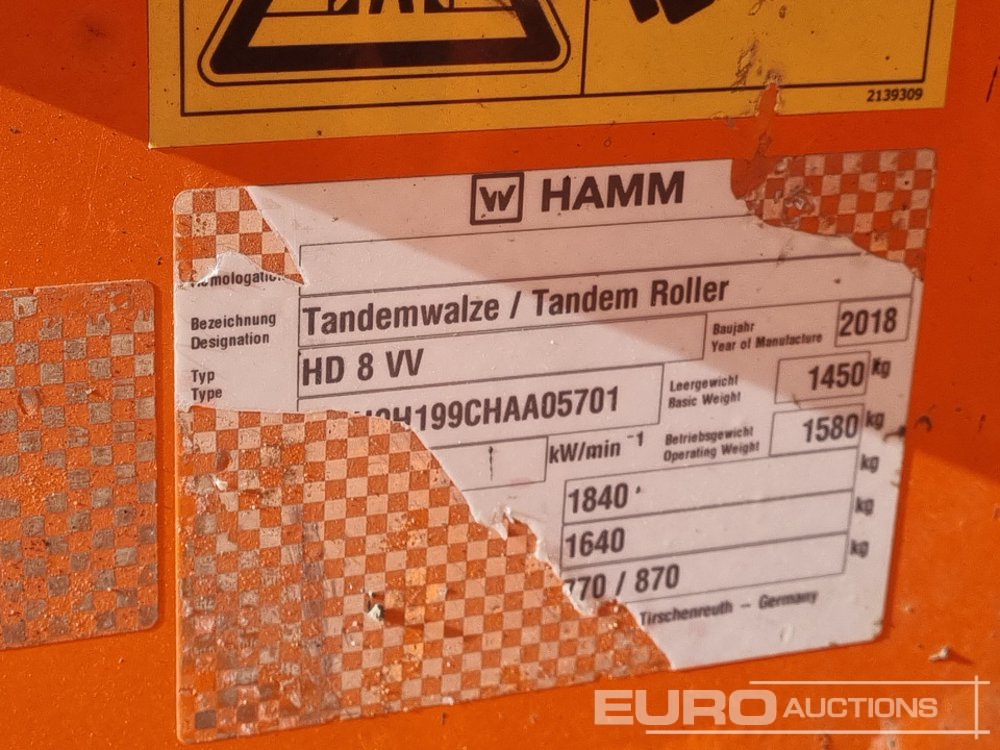 2139309
W HAMM
Tandemwalze / Tandem Roller
Bezeichnung
Designation
HD 8 VV
Baujahr
Year of Manufacture
2018
Typ
Type
H199CHAA05701
Leergewicht
Basic Weight
1450 kg
kW/min -1
Betriebsgewicht
Operating Weight
1580 kg
1840 kg
1640 kg
770 / 870 kg
Tirschenreuth – Germany
EURO AUCTIONS